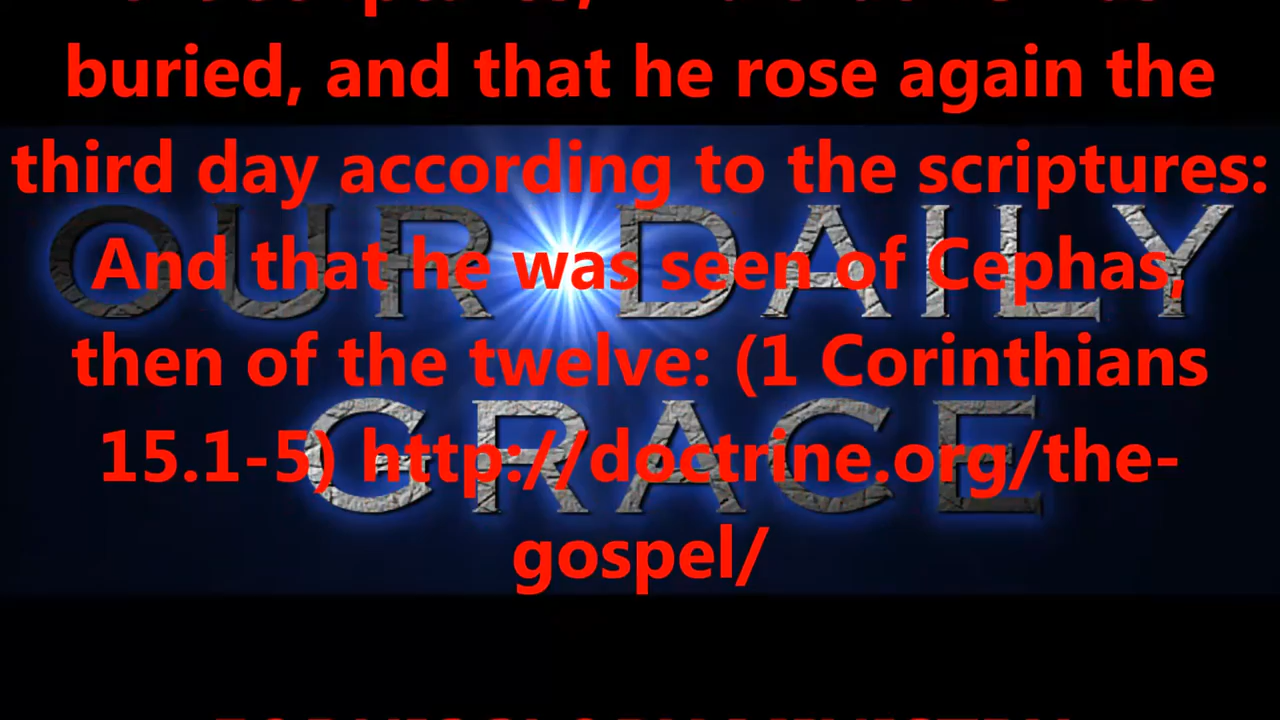 buried, and that he rose again the
third day according to the scriptures:
OUR DAILY
And that he was seen of Cephas,
then of the twelve: (1 Corinthians
GRACE
15.1-5) http://doctrine.org/the-
gospel/